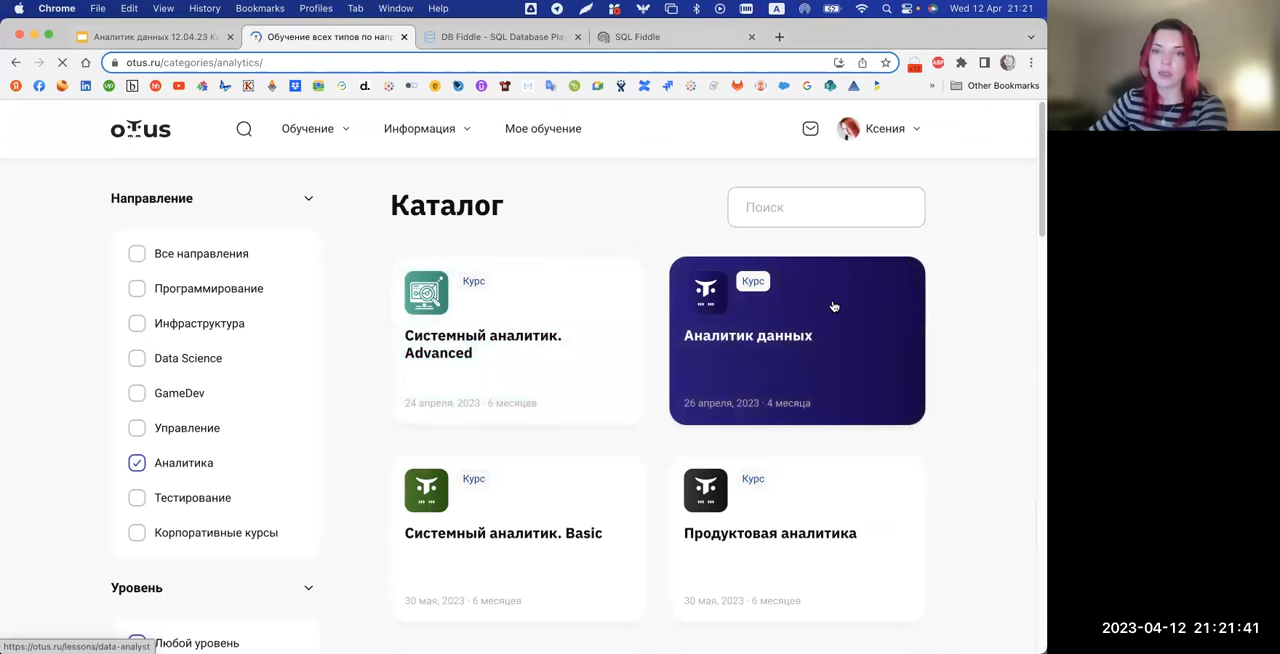 Chrome File Edit View History Bookmarks Profiles Tab Window Help Wed 12 Apr 21:21
Аналитик данных 12.04.23 Ка
Обучение всех типов по напр
DB Fiddle - SQL Database Play
SQL Fiddle
otus.ru/categories/analytics/
Other Bookmarks
OTUS
Обучение
Информация
Мое обучение
Ксения
Направление
Все направления
Программирование
Инфраструктура
Data Science
GameDev
Управление
Аналитика
Тестирование
Корпоративные курсы
Уровень
Любой уровень
Каталог
Поиск
Курс
Системный аналитик.
Advanced
24 апреля, 2023 · 6 месяцев
Курс
Аналитик данных
26 апреля, 2023 · 4 месяца
Курс
Системный аналитик. Basic
30 мая, 2023 · 6 месяцев
Курс
Продуктовая аналитика
30 мая, 2023 · 6 месяцев
https://otus.ru/lessons/data-analyst
2023-04-12 21:21:41